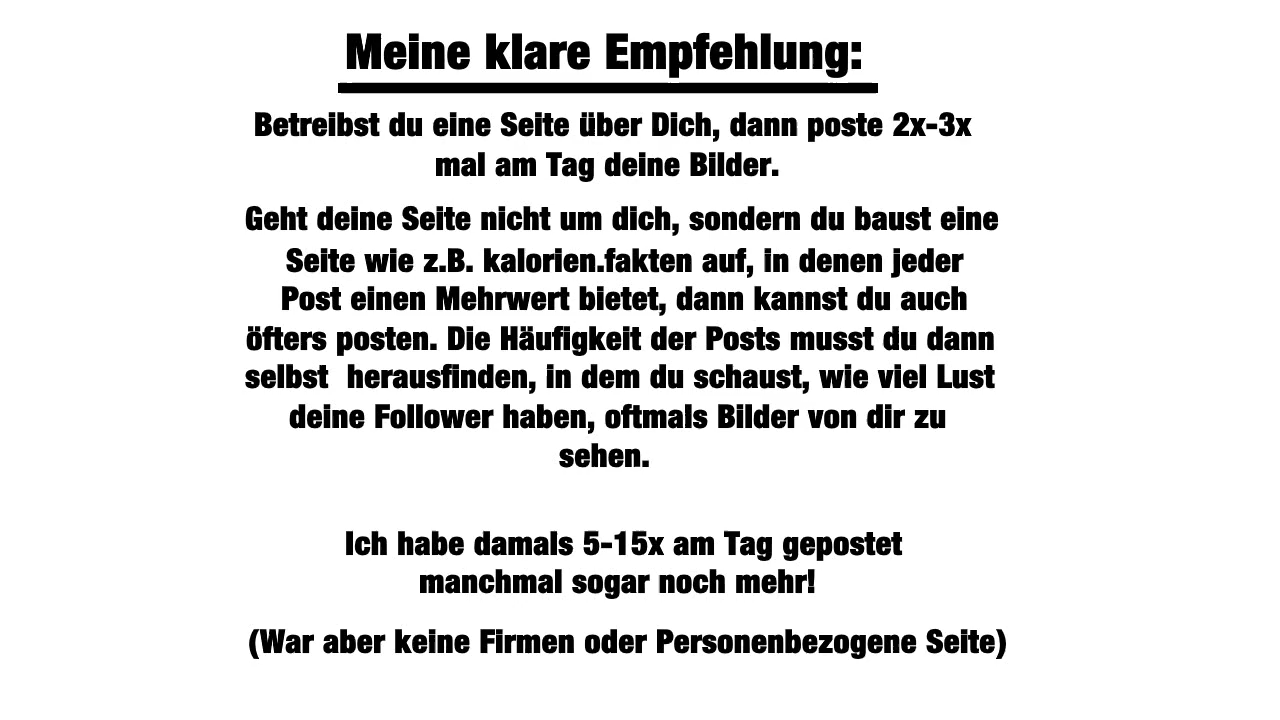 Meine klare Empfehlung:
Betreibst du eine Seite über Dich, dann poste 2x-3x
mal am Tag deine Bilder.
Geht deine Seite nicht um dich, sondern du baust eine
Seite wie z.B. kalorien.fakten auf, in denen jeder
Post einen Mehrwert bietet, dann kannst du auch
öfters posten. Die Häufigkeit der Posts musst du dann
selbst  herausfinden, in dem du schaust, wie viel Lust
deine Follower haben, oftmals Bilder von dir zu
sehen.
Ich habe damals 5-15x am Tag gepostet
manchmal sogar noch mehr!
(War aber keine Firmen oder Personenbezogene Seite)